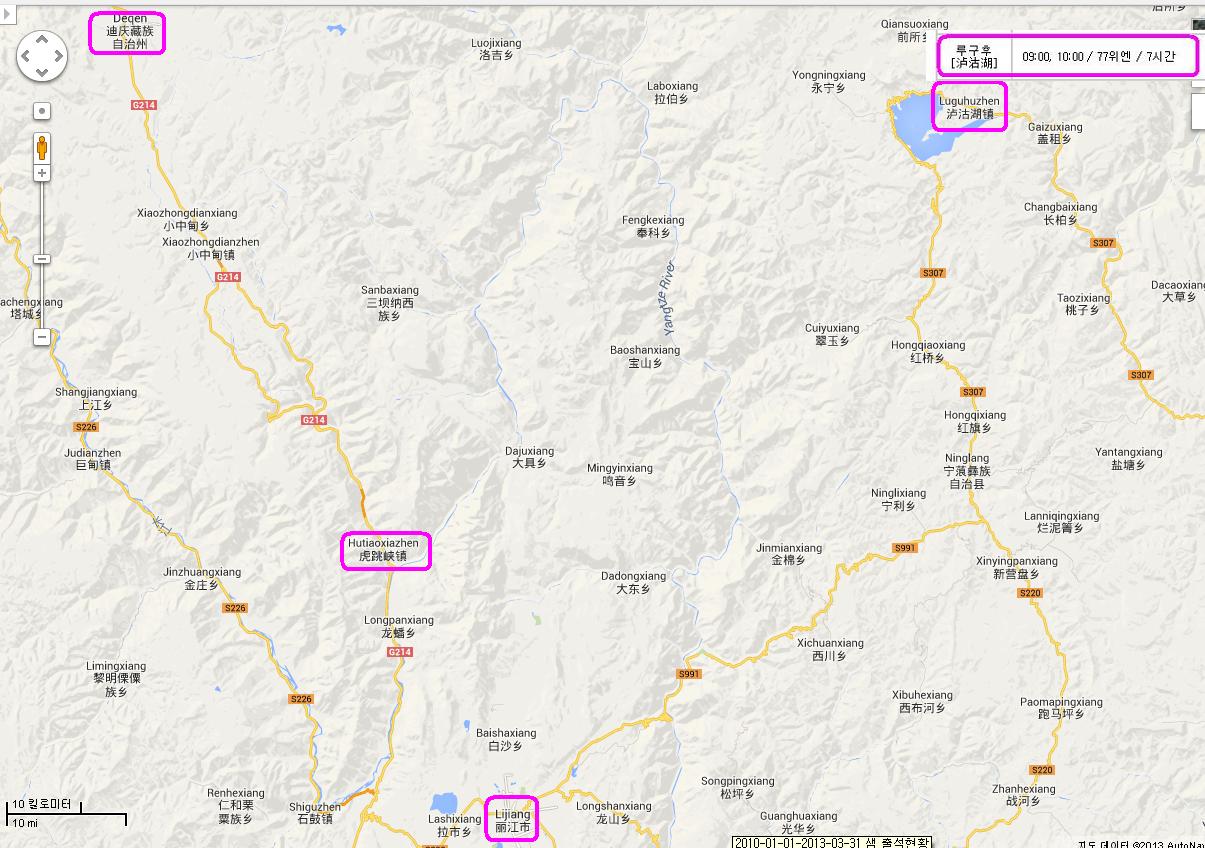 Deqen
迪庆藏族
自治州
Luojixiang
洛吉乡
Qiansuoxiang
前所乡
루구후
[泸沽湖]
09:00, 10:00 / 77위엔 / 7시간
Laboxiang
拉伯乡
Yongningxiang
永宁乡
Luguhuzhen
泸沽湖镇
G214
Gaizuxiang
盖租乡
Xiaozhongdianxiang
小中甸乡
Xiaozhongdianzhen
小中甸镇
G214
Fengkexiang
奉科乡
Changbaixiang
长柏乡
S307
S307
Sanbaxiang
三坝纳西
族乡
Yangtze River
Dacaoxiang
大草乡
Taozixiang
桃子乡
achengxiang
塔城乡
Cuiyuxiang
翠玉乡
Baoshanxiang
宝山乡
Hongqiaoxiang
红桥乡
S307
S307
Shangjiangxiang
上江乡
S226
G214
Hongqixiang
红旗乡
Judianzhen
巨甸镇
Dajuxiang
大具乡
Mingyinxiang
鸣音乡
Ninglang
宁蒗彝族
自治县
Yantangxiang
盐塘乡
Ninglixiang
宁利乡
长江
Lanniqingxiang
烂泥箐乡
Hutiaoxiazhen
虎跳峡镇
Jinmianxiang
金棉乡
S991
Xinyingpanxiang
新营盘乡
Jinzhuangxiang
金庄乡
S226
Dadongxiang
大东乡
S220
Longpanxiang
龙蟠乡
G214
Xichuanxiang
西川乡
Limingxiang
黎明傈僳
族乡
S991
S226
Xibuhexiang
西布河乡
Paomapingxiang
跑马坪乡
Baishaxiang
白沙乡
S220
Songpingxiang
松坪乡
Zhanhexiang
战河乡
10 킬로미터
10 mi
Renhexiang
仁和栗
粟族乡
Shiguzhen
石鼓镇
Lashixiang
拉市乡
Lijiang
丽江市
Longshanxiang
龙山乡
Guanghuaxiang
光华乡
2010-01-01-2013-03-31 색 출석현황
지도 데이터 ©2013 AutoNav